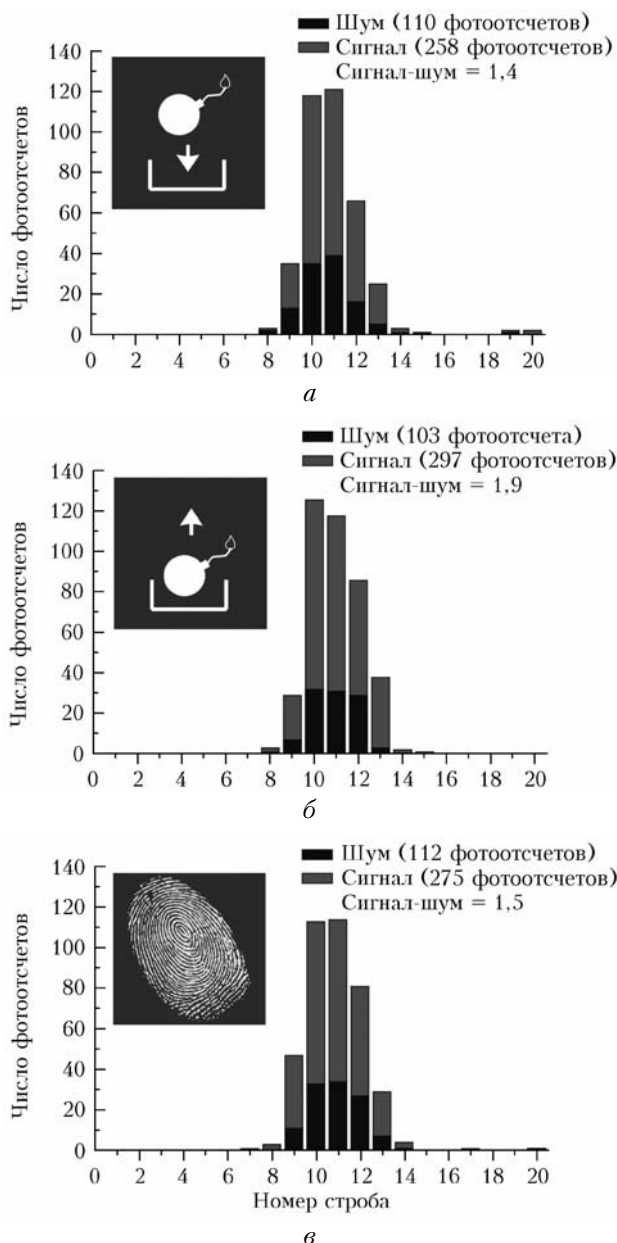 Шум (110 фотоотсчетов)
Сигнал (258 фотоотсчетов)
Сигнал-шум = 1,4
Число фотоотсчетов
140
120
100
80
60
40
20
0
0 2 4 6 8 10 12 14 16 18 20
а
Шум (103 фотоотсчета)
Сигнал (297 фотоотсчетов)
Сигнал-шум = 1,9
Число фотоотсчетов
140
120
100
80
60
40
20
0
0 2 4 6 8 10 12 14 16 18 20
б
Шум (112 фотоотсчетов)
Сигнал (275 фотоотсчетов)
Сигнал-шум = 1,5
Число фотоотсчетов
140
120
100
80
60
40
20
0
0 2 4 6 8 10 12 14 16 18 20
Номер строба
в